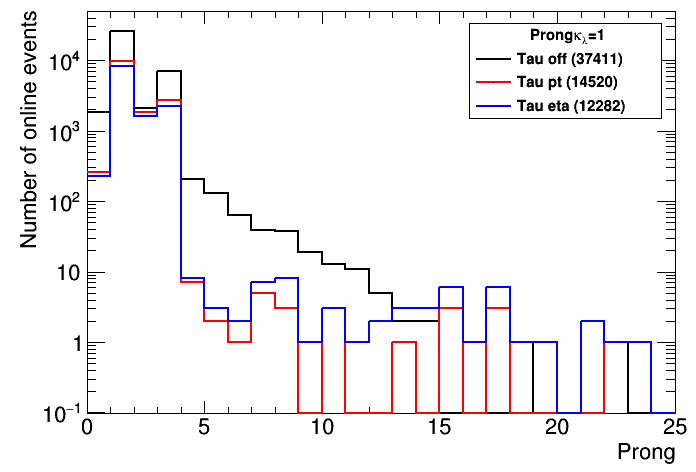 Number of online events
Prongκλ=1
Tau off (37411)
Tau pt (14520)
Tau eta (12282)
10⁴
10³
10²
10
1
10⁻¹
0 5 10 15 20 25
Prong